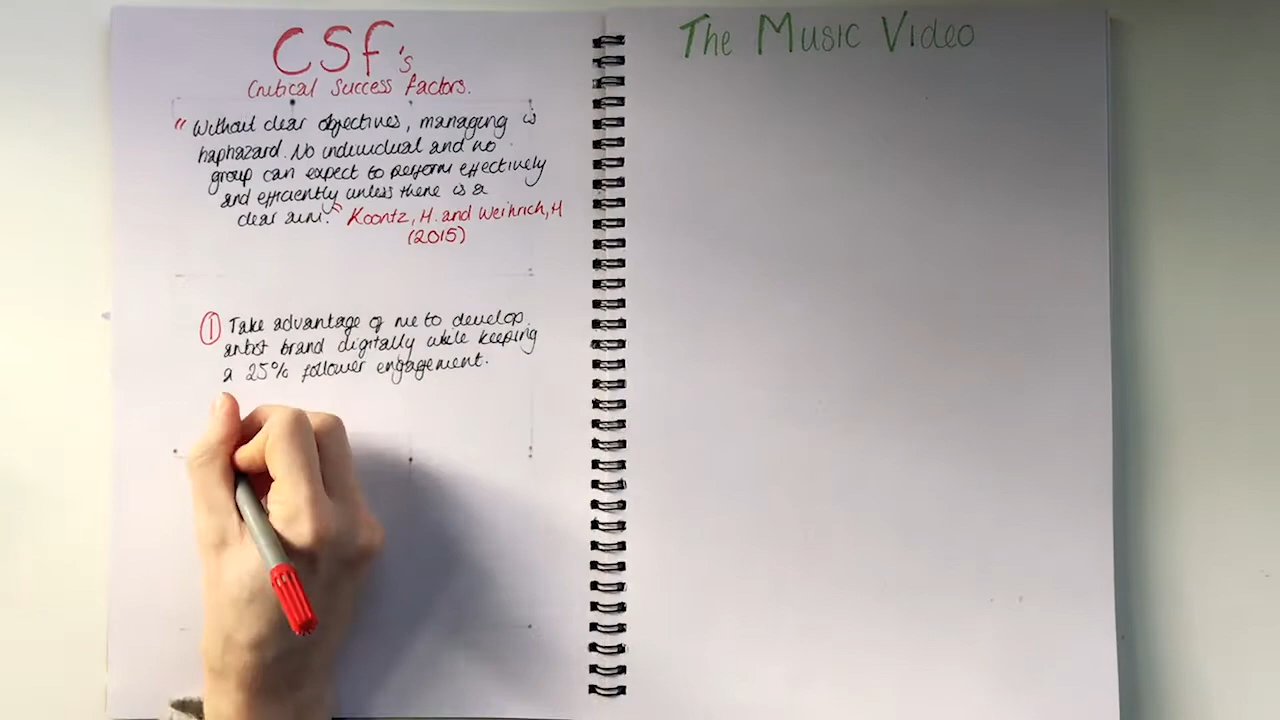 CSF's
Critical Success Factors.
"Without clear objectives, managing is
haphazard. No individual and no
group can expect to perform effectively
and efficiently unless there is a
clear aim." Koontz, H. and Weihrich, H
(2015)
① Take advantage of me to develop
artist brand digitally while keeping
a 25% follower engagement.
The Music Video